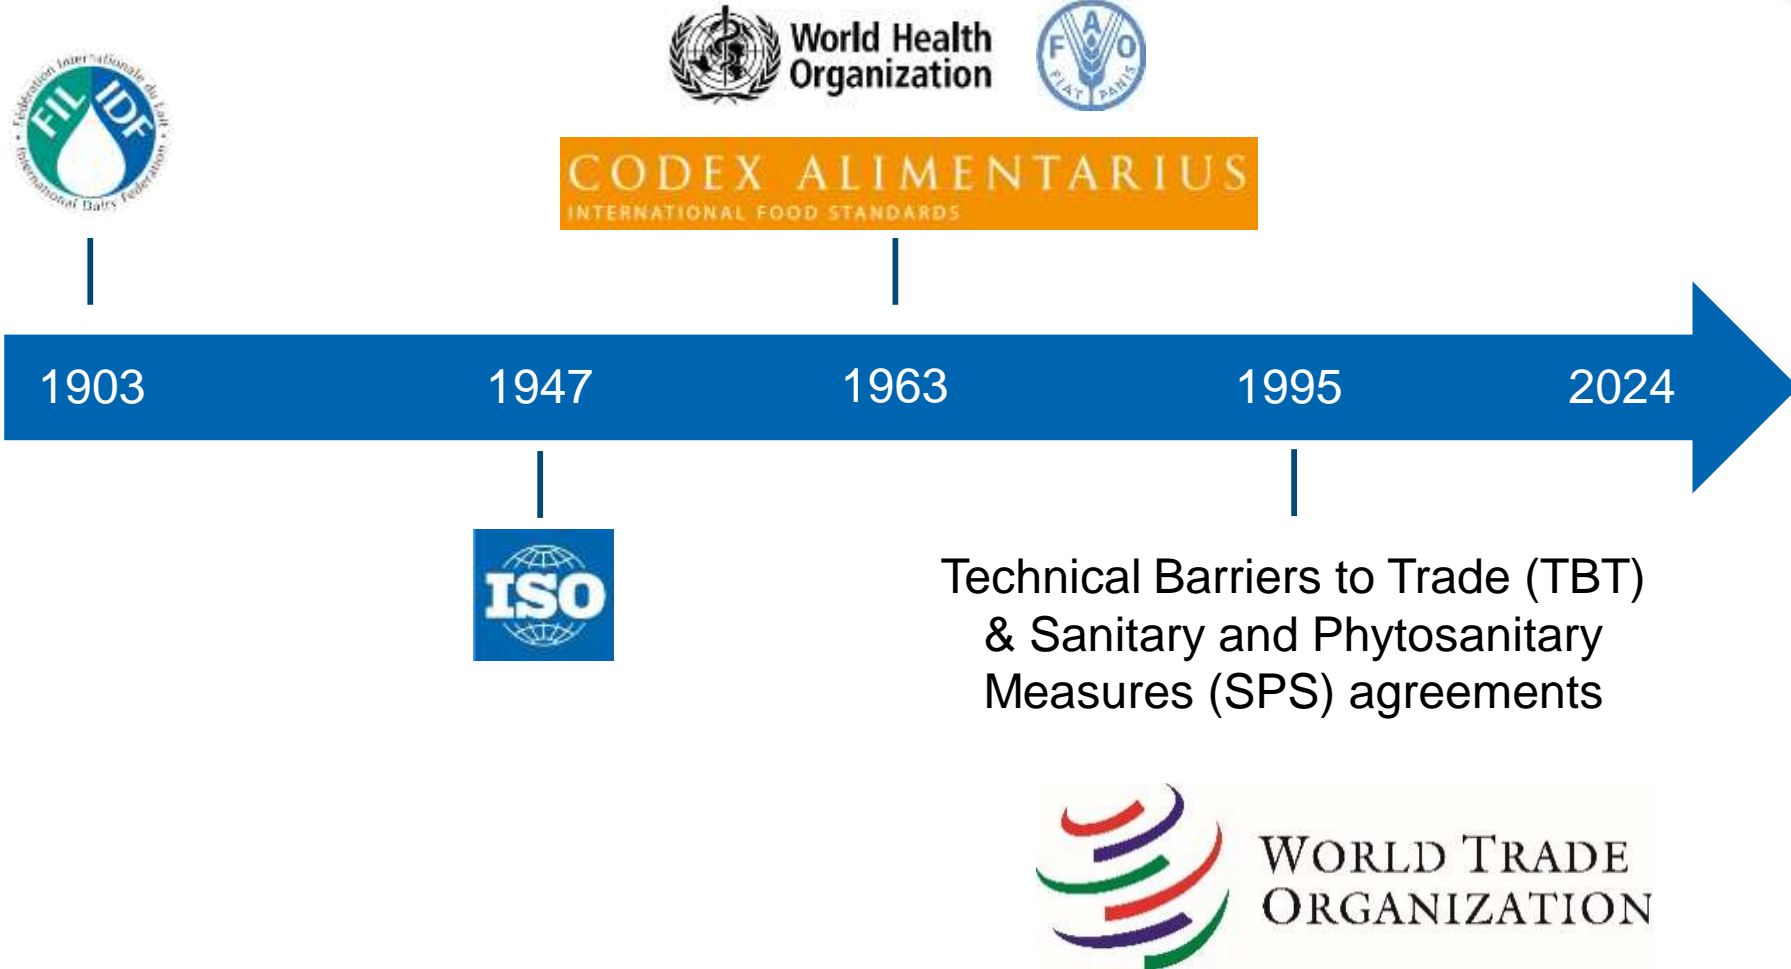 World Health
Organization
F A O
FIAT PANIS
Fédération Internationale du Lait
FIL IDF
International Dairy Federation
CODEX ALIMENTARIUS
INTERNATIONAL FOOD STANDARDS
1903 1947 1963 1995 2024
ISO
Technical Barriers to Trade (TBT)
& Sanitary and Phytosanitary
Measures (SPS) agreements
WORLD TRADE
ORGANIZATION